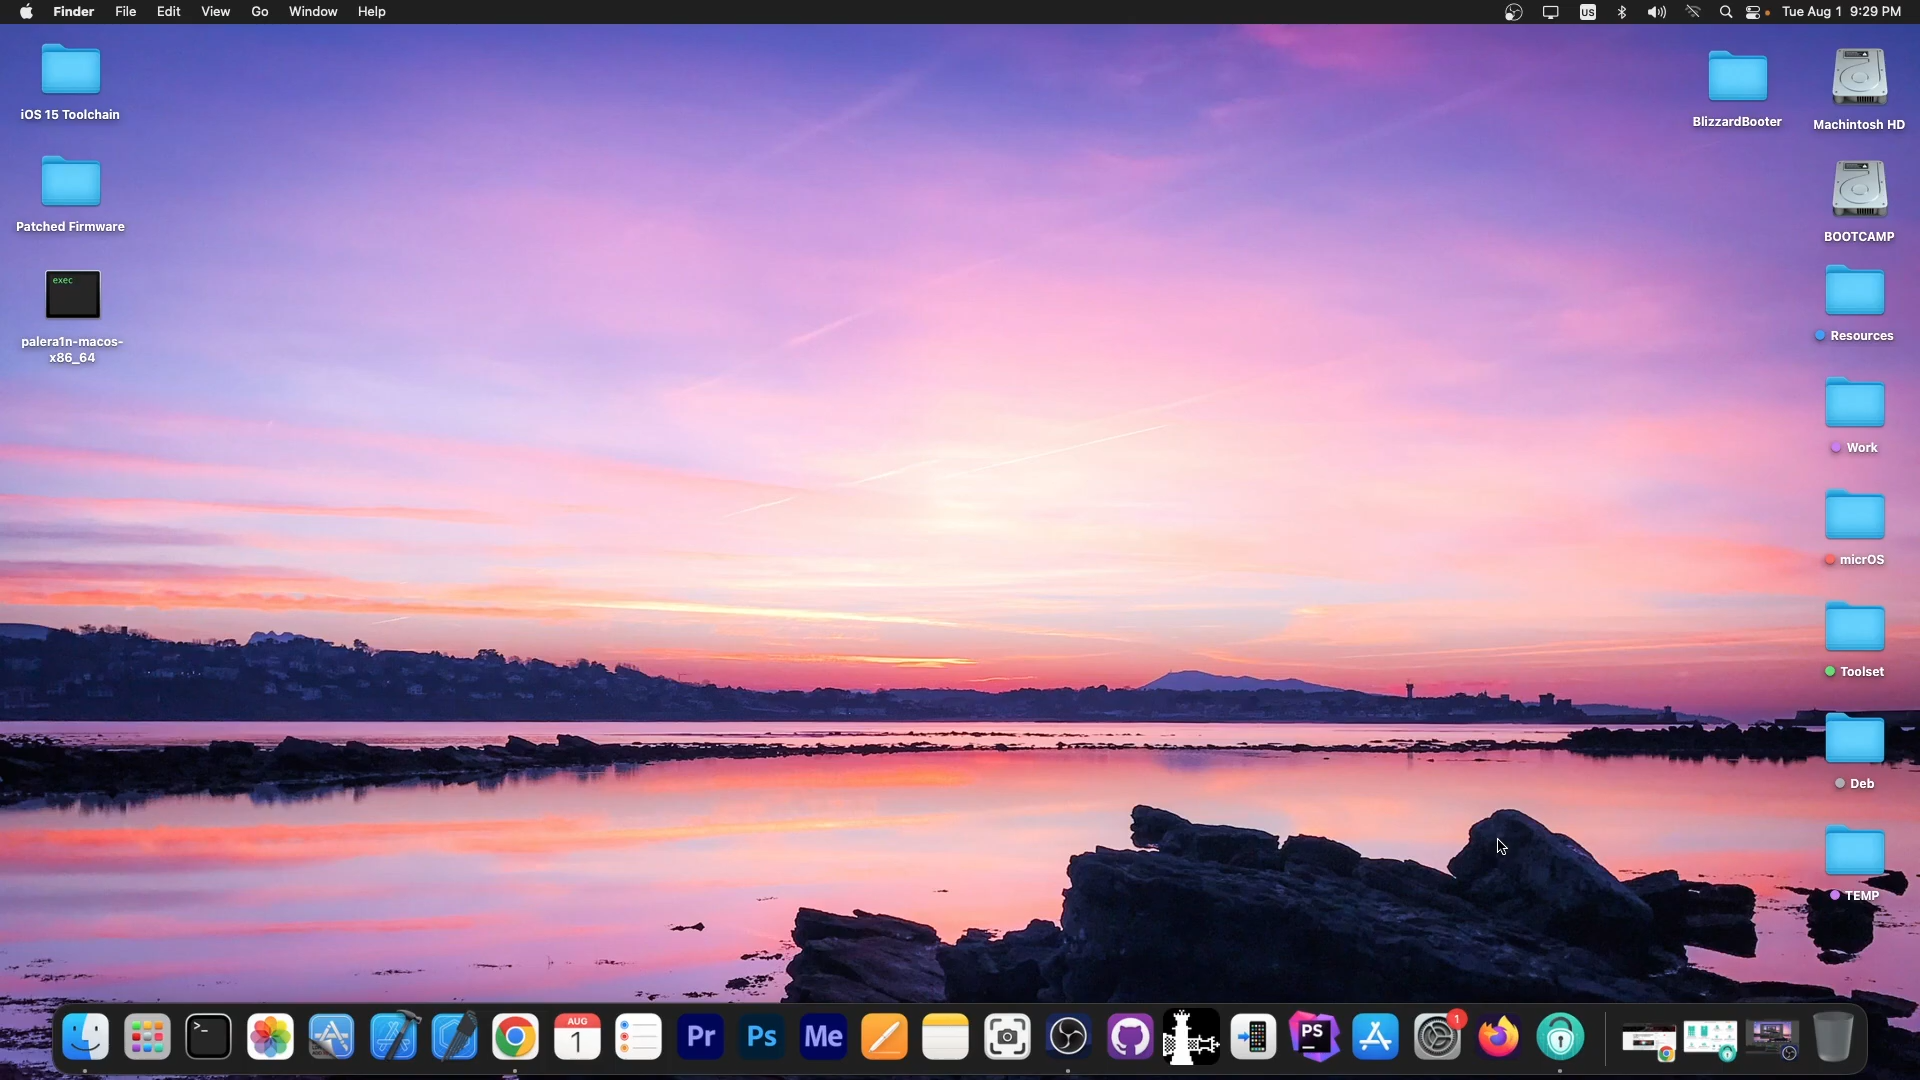 Finder File Edit View Go Window Help US Tue Aug 1 9:29 PM
iOS 15 Toolchain
Patched Firmware
exec
palera1n-macos-
x86_64
BlizzardBooter
Machintosh HD
BOOTCAMP
Resources
Work
micrOS
Toolset
Deb
TEMP
>_
AUG
1
Pr
Ps
Me
PS
1